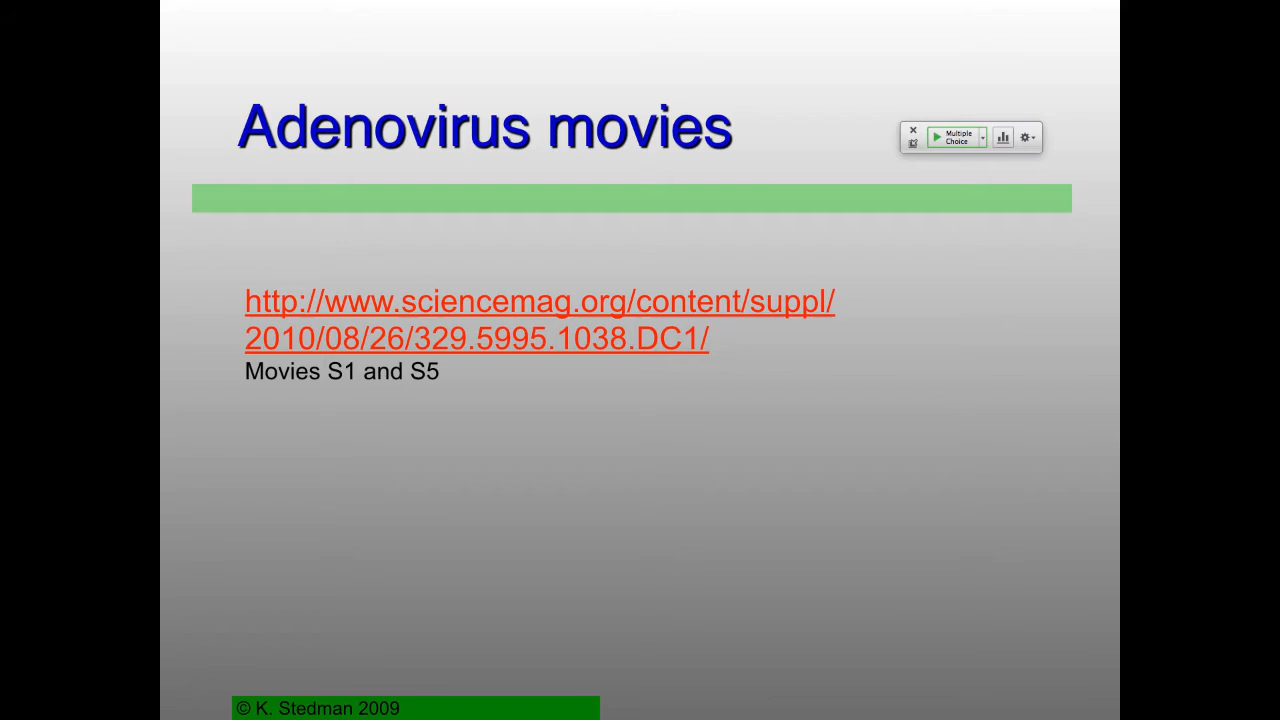 Adenovirus movies
Multiple
Choice
http://www.sciencemag.org/content/suppl/
2010/08/26/329.5995.1038.DC1/
Movies S1 and S5
© K. Stedman 2009